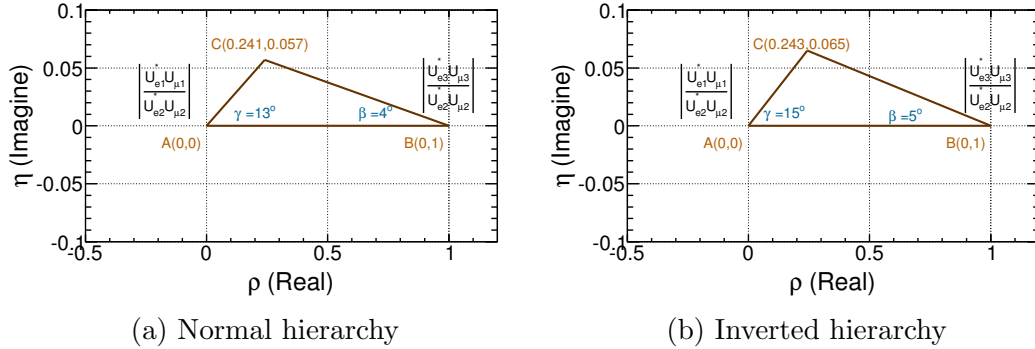 0.1
0.05
0
-0.05
-0.1
-0.5
0
0.5
1
η (Imagine)
ρ (Real)
C(0.241,0.057)
|U*e1Uμ1 / U*e2Uμ2|
|U*e3Uμ3 / U*e2Uμ2|
γ =13°
β =4°
A(0,0)
B(0,1)
(a) Normal hierarchy
0.1
0.05
0
-0.05
-0.1
-0.5
0
0.5
1
η (Imagine)
ρ (Real)
C(0.243,0.065)
|U*e1Uμ1 / U*e2Uμ2|
|U*e3Uμ3 / U*e2Uμ2|
γ =15°
β =5°
A(0,0)
B(0,1)
(b) Inverted hierarchy